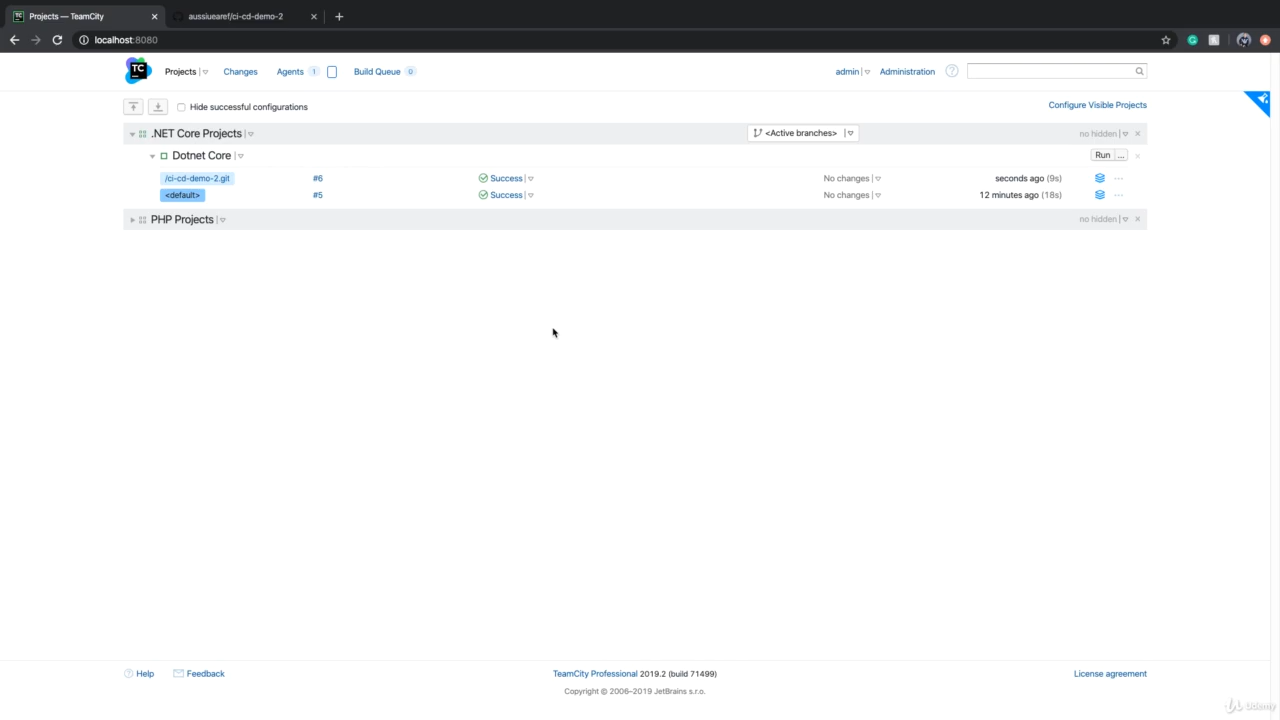 Projects — TeamCity
aussiuearef/ci-cd-demo-2
localhost:8080
TC
Projects
Changes
Agents 1
Build Queue 0
admin
Administration
?
Hide successful configurations
Configure Visible Projects
.NET Core Projects
<Active branches>
no hidden
Dotnet Core
Run ...
/ci-cd-demo-2.git #6 Success No changes seconds ago (9s)
<default> #5 Success No changes 12 minutes ago (18s)
PHP Projects
no hidden
? Help
Feedback
TeamCity Professional 2019.2 (build 71499)
License agreement
Copyright © 2006–2019 JetBrains s.r.o.
Udemy